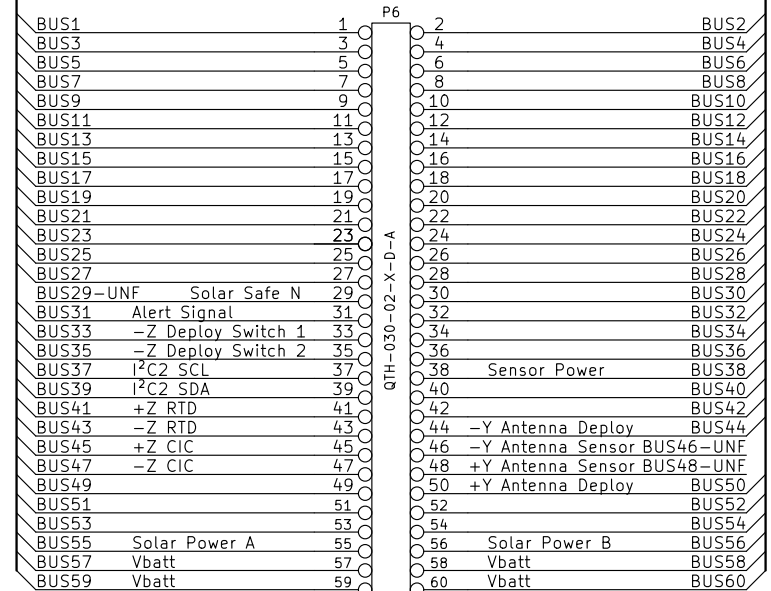 P6
BUS1 1 2 BUS2
BUS3 3 4 BUS4
BUS5 5 6 BUS6
BUS7 7 8 BUS8
BUS9 9 10 BUS10
BUS11 11 12 BUS12
BUS13 13 14 BUS14
BUS15 15 16 BUS16
BUS17 17 18 BUS18
BUS19 19 20 BUS20
BUS21 21 22 BUS22
BUS23 23 24 BUS24
BUS25 25 26 BUS26
BUS27 27 28 BUS28
BUS29-UNF Solar Safe N 29 30 BUS30
BUS31 Alert Signal 31 32 BUS32
BUS33 -Z Deploy Switch 1 33 34 BUS34
BUS35 -Z Deploy Switch 2 35 36 BUS36
BUS37 I²C2 SCL 37 38 Sensor Power BUS38
BUS39 I²C2 SDA 39 40 BUS40
BUS41 +Z RTD 41 42 BUS42
BUS43 -Z RTD 43 44 -Y Antenna Deploy BUS44
BUS45 +Z CIC 45 46 -Y Antenna Sensor BUS46-UNF
BUS47 -Z CIC 47 48 +Y Antenna Sensor BUS48-UNF
BUS49 49 50 +Y Antenna Deploy BUS50
BUS51 51 52 BUS52
BUS53 53 54 BUS54
BUS55 Solar Power A 55 56 Solar Power B BUS56
BUS57 Vbatt 57 58 Vbatt BUS58
BUS59 Vbatt 59 60 Vbatt BUS60
QTH-030-02-X-D-A